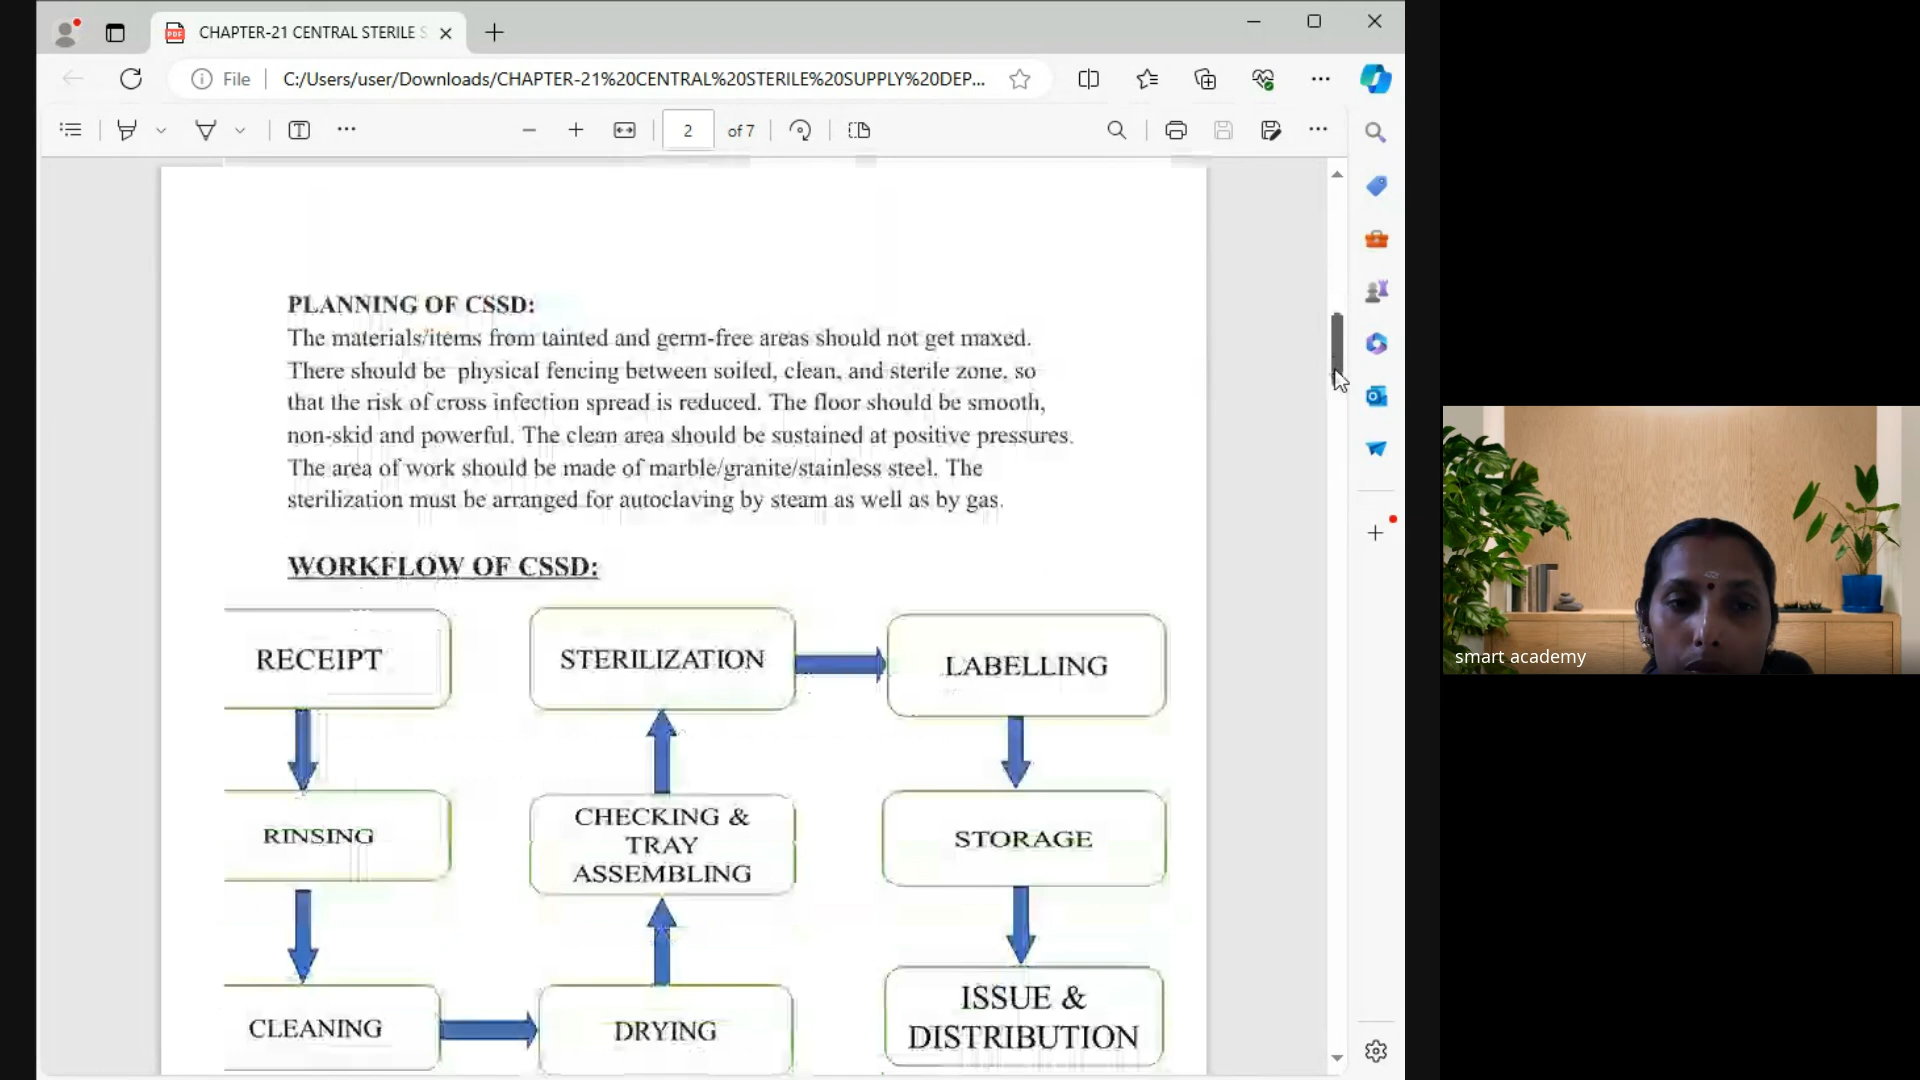 CHAPTER-21 CENTRAL STERILE S
File
C:/Users/user/Downloads/CHAPTER-21%20CENTRAL%20STERILE%20SUPPLY%20DEP...
2 of 7
PLANNING OF CSSD:
The materials/items from tainted and germ-free areas should not get maxed.
There should be physical fencing between soiled, clean, and sterile zone, so
that the risk of cross infection spread is reduced. The floor should be smooth,
non-skid and powerful. The clean area should be sustained at positive pressures.
The area of work should be made of marble/granite/stainless steel. The
sterilization must be arranged for autoclaving by steam as well as by gas.
WORKFLOW OF CSSD:
RECEIPT
RINSING
CLEANING
DRYING
CHECKING &
TRAY
ASSEMBLING
STERILIZATION
LABELLING
STORAGE
ISSUE &
DISTRIBUTION
smart academy